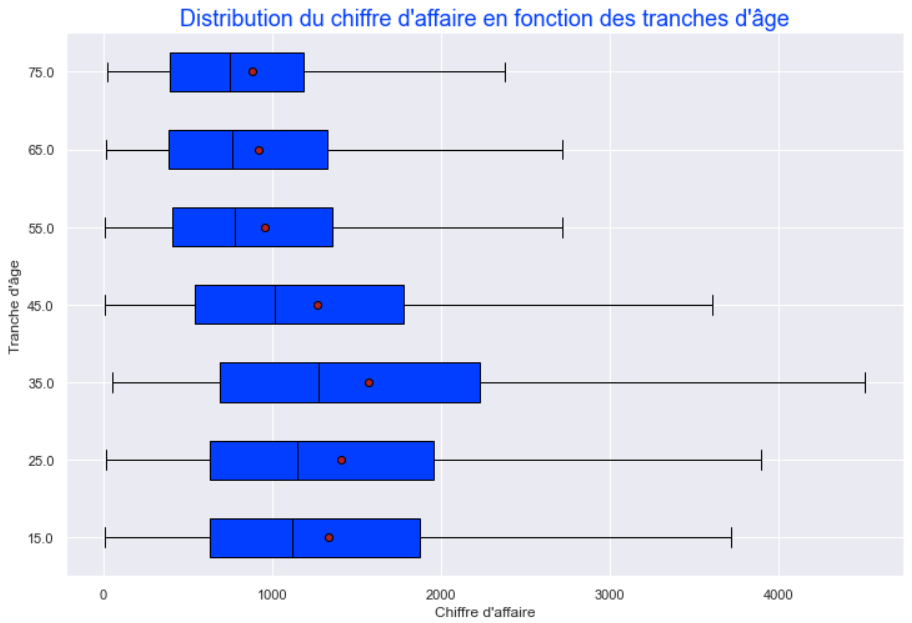 Distribution du chiffre d'affaire en fonction des tranches d'âge
75.0
65.0
55.0
45.0
35.0
25.0
15.0
Tranche d'âge
0 1000 2000 3000 4000
Chiffre d'affaire